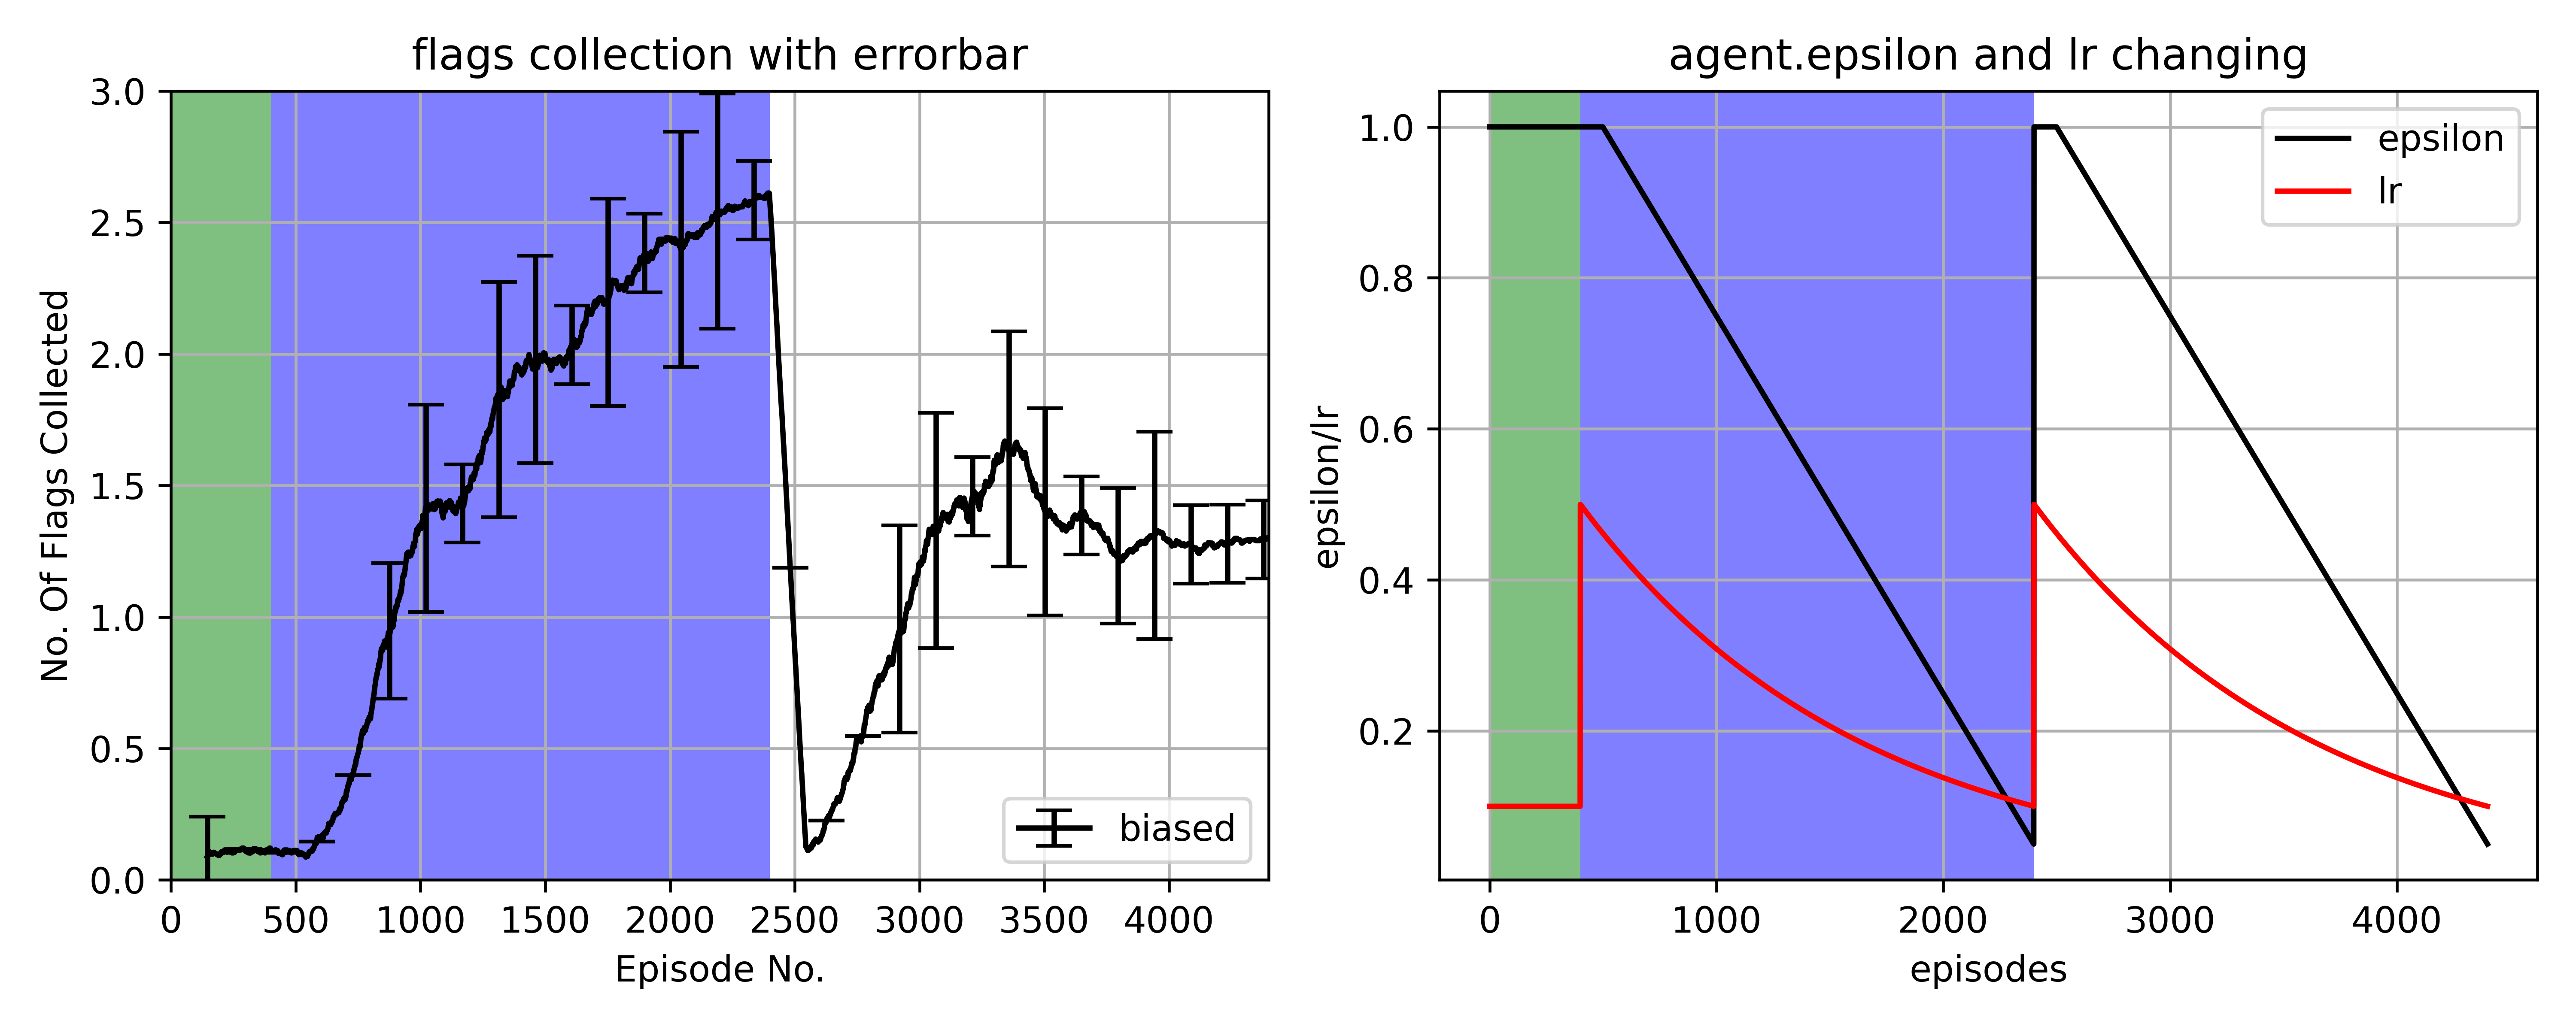 flags collection with errorbar
3.0
2.5
2.0
1.5
1.0
0.5
0.0
No. Of Flags Collected
0 500 1000 1500 2000 2500 3000 3500 4000
Episode No.
biased
agent.epsilon and lr changing
1.0
0.8
0.6
0.4
0.2
epsilon/lr
0 1000 2000 3000 4000
episodes
epsilon
lr